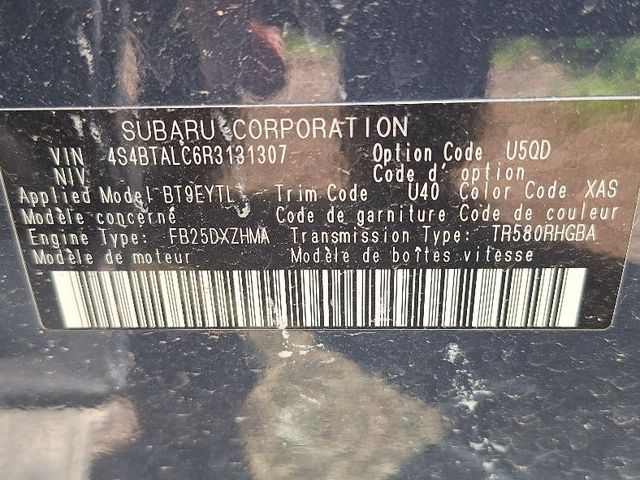 SUBARU CORPORATION
VIN 4S4BTALC6R3131307 Option Code U5QD
NIV Code d' option
Applied Model BT9EYTL Trim Code U40 Color Code XAS
Modèle concerné Code de garniture Code de couleur
Engine Type: FB25DXZHMA Transmission Type: TR580RHGBA
Modèle de moteur Modèle de boîtes vitesse